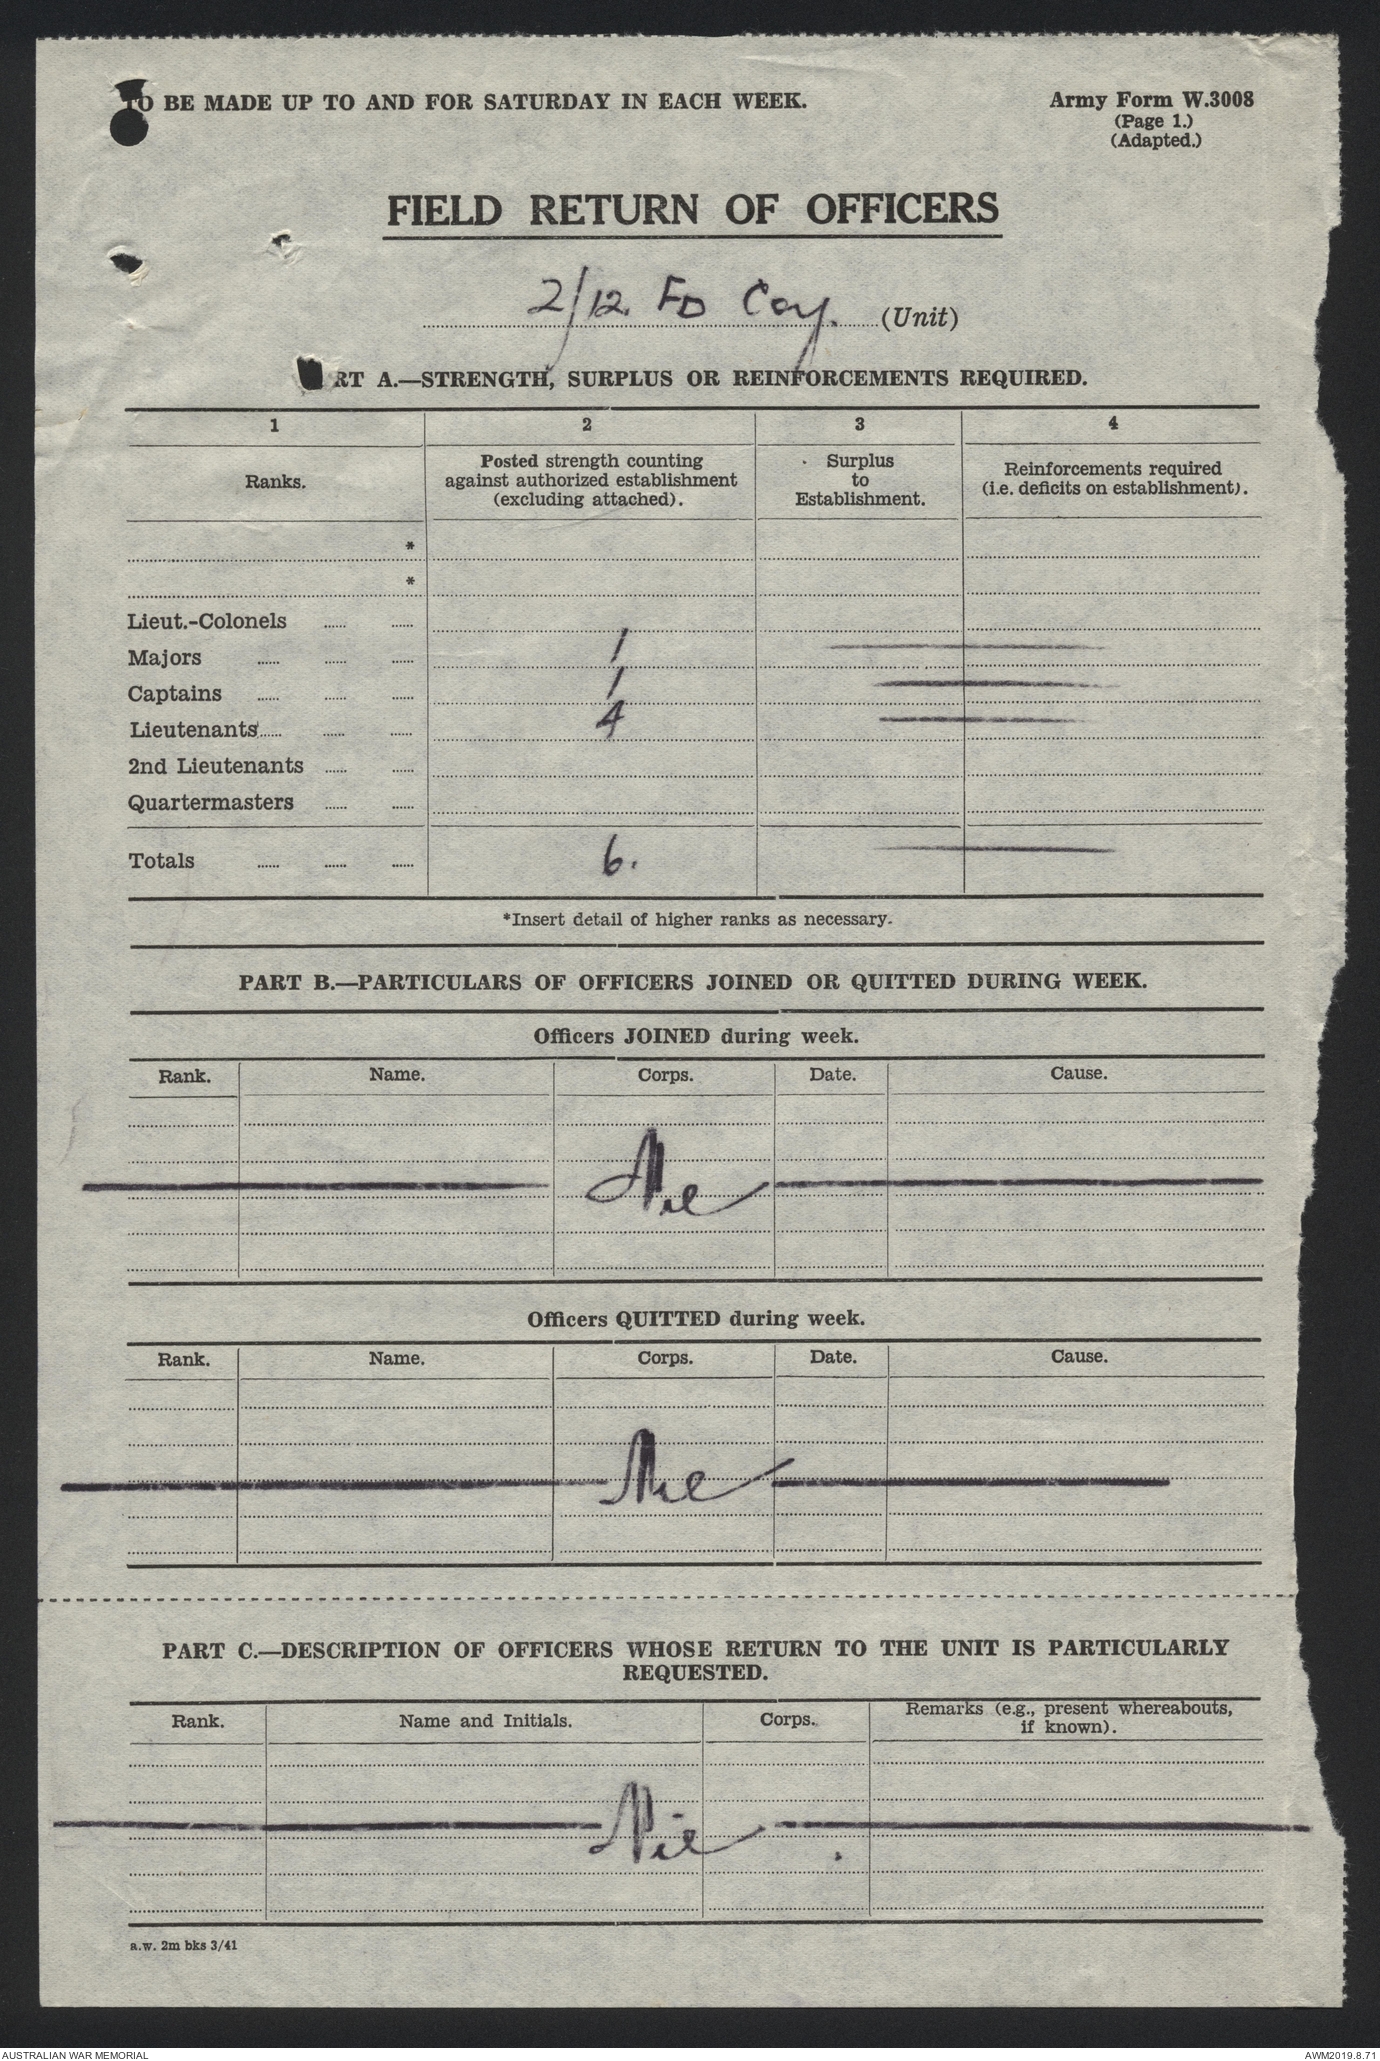 TO BE MADE UP TO AND FOR SATURDAY IN EACH WEEK.
Army Form W.3008
(Page 1.)
(Adapted.)
FIELD RETURN OF OFFICERS
2/12. FD Coy. (Unit)
RT A.—STRENGTH, SURPLUS OR REINFORCEMENTS REQUIRED.
1 2 3 4
Ranks.
Posted strength counting
against authorized establishment
(excluding attached).
Surplus
to
Establishment.
Reinforcements required
(i.e. deficits on establishment).
*
*
Lieut.-Colonels
Majors 1
Captains 1
Lieutenants 4
2nd Lieutenants
Quartermasters
Totals 6.
*Insert detail of higher ranks as necessary.
PART B.—PARTICULARS OF OFFICERS JOINED OR QUITTED DURING WEEK.
Officers JOINED during week.
Rank. Name. Corps. Date. Cause.
Nil
Officers QUITTED during week.
Rank. Name. Corps. Date. Cause.
Nil
PART C.—DESCRIPTION OF OFFICERS WHOSE RETURN TO THE UNIT IS PARTICULARLY
REQUESTED.
Rank. Name and Initials. Corps. Remarks (e.g., present whereabouts,
if known).
Nil
a.w. 2m bks 3/41
AUSTRALIAN WAR MEMORIAL
AWM2019.8.71